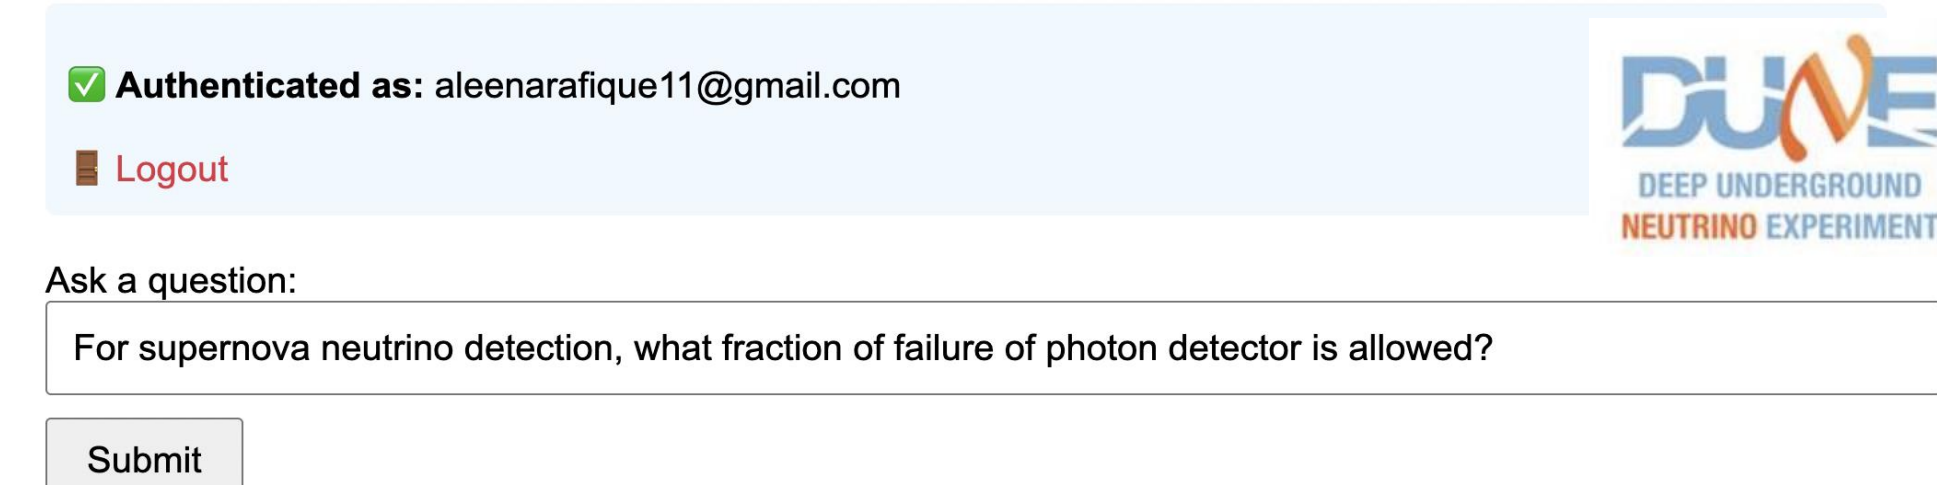 ✅ Authenticated as: aleenarafique11@gmail.com
🚪 Logout
DUNE
DEEP UNDERGROUND
NEUTRINO EXPERIMENT
Ask a question:
For supernova neutrino detection, what fraction of failure of photon detector is allowed?
Submit